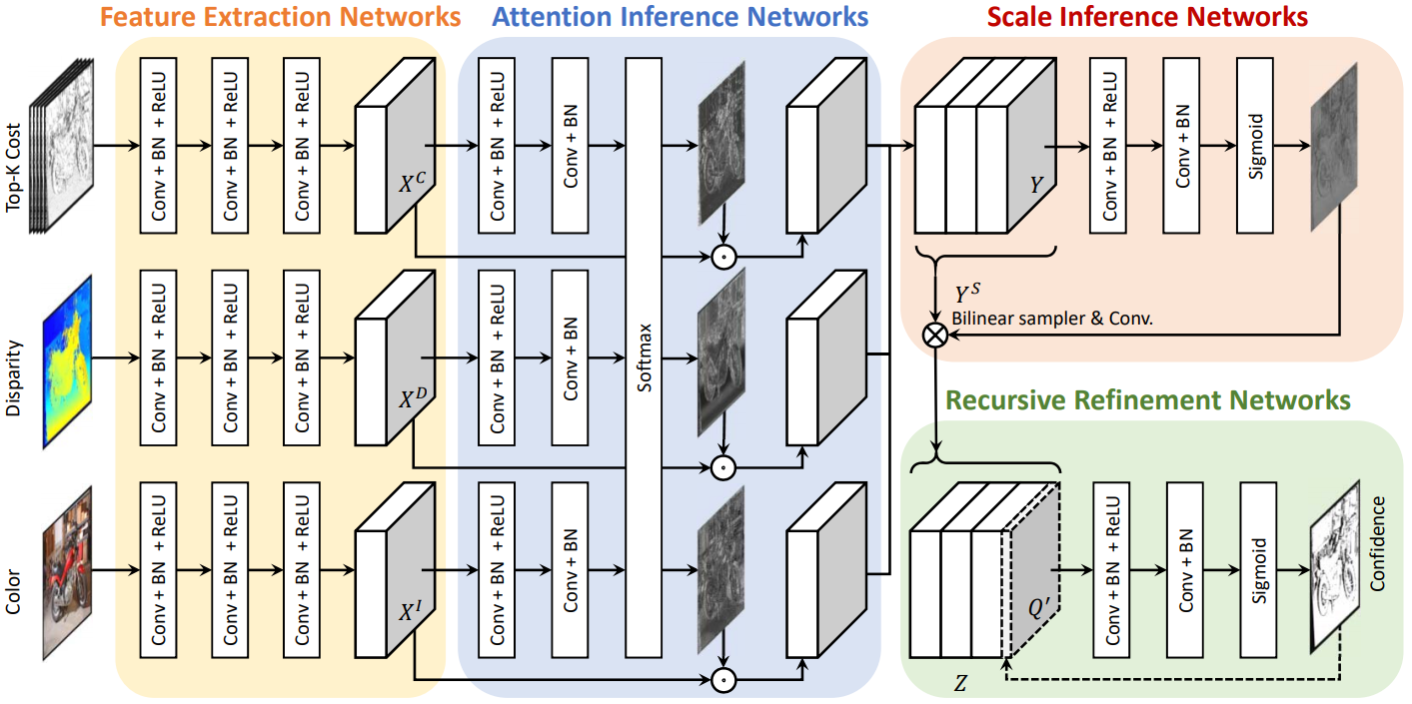 Feature Extraction Networks
Attention Inference Networks
Scale Inference Networks
Top-K Cost
Conv + BN + ReLU
Conv + BN + ReLU
Conv + BN + ReLU
X^C
Conv + BN + ReLU
Conv + BN
Y
Conv + BN + ReLU
Conv + BN
Sigmoid
Y^S
Bilinear sampler & Conv.
Disparity
Conv + BN + ReLU
Conv + BN + ReLU
Conv + BN + ReLU
X^D
Conv + BN + ReLU
Conv + BN
Softmax
Recursive Refinement Networks
Color
Conv + BN + ReLU
Conv + BN + ReLU
Conv + BN + ReLU
X^I
Conv + BN + ReLU
Conv + BN
Q′
Z
Conv + BN + ReLU
Conv + BN
Sigmoid
Confidence